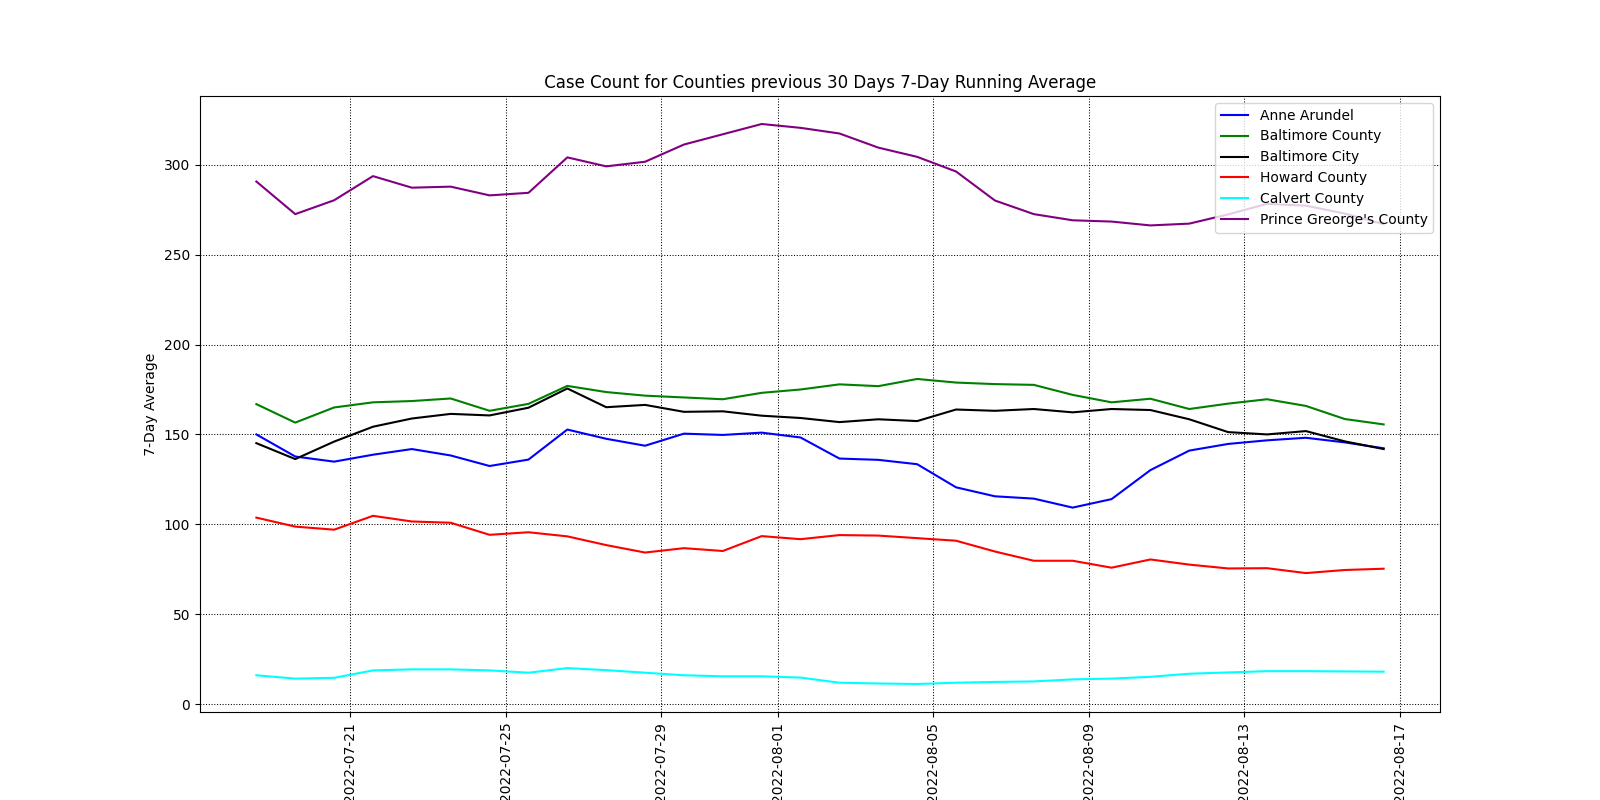 Case Count for Counties previous 30 Days 7-Day Running Average
Anne Arundel
Baltimore County
Baltimore City
Howard County
Calvert County
Prince Greorge's County
7-Day Average
300
250
200
150
100
50
0
2022-07-21
2022-07-25
2022-07-29
2022-08-01
2022-08-05
2022-08-09
2022-08-13
2022-08-17